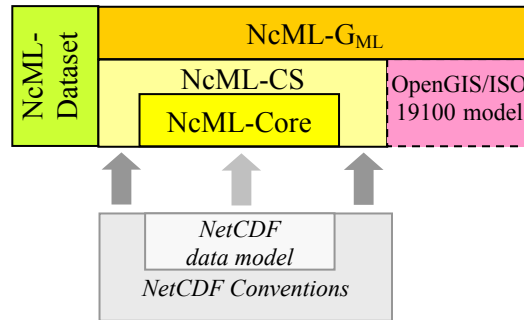 NcML-
Dataset
NcML-GML
NcML-CS
NcML-Core
OpenGIS/ISO
19100 model
NetCDF
data model
NetCDF Conventions